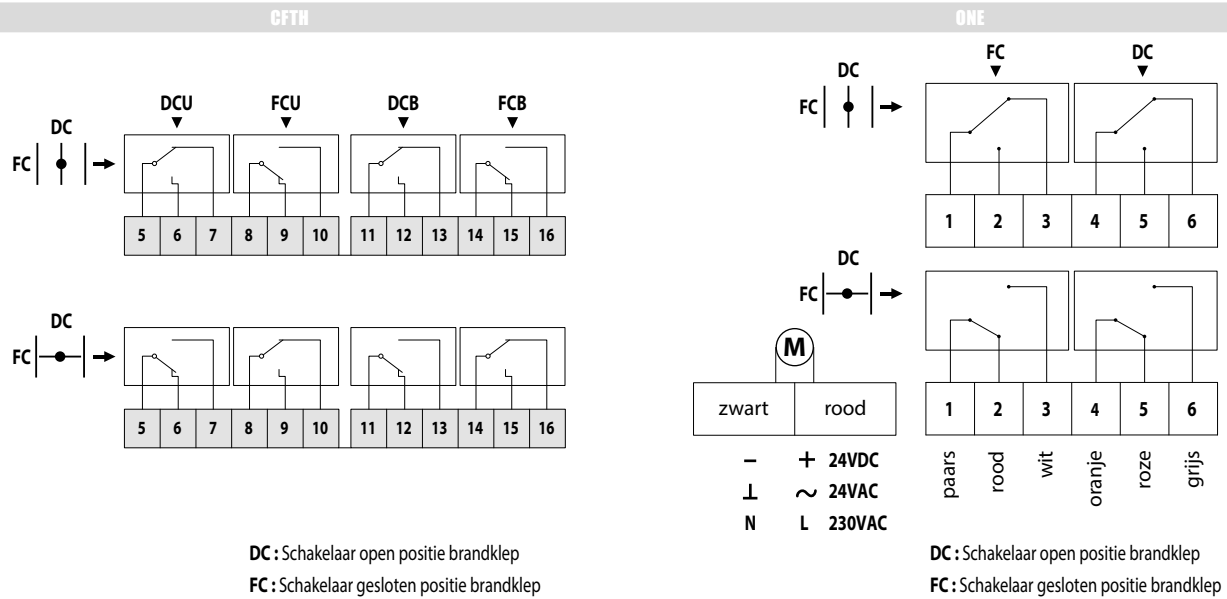 CFTH
ONE
DCU FCU DCB FCB
DC
FC
5 6 7 8 9 10 11 12 13 14 15 16
DC
FC
5 6 7 8 9 10 11 12 13 14 15 16
DC : Schakelaar open positie brandklep
FC : Schakelaar gesloten positie brandklep
FC DC
DC
FC
1 2 3 4 5 6
DC
FC
M
zwart rood
1 2 3 4 5 6
paars rood wit oranje roze grijs
– + 24VDC
⊥ ~ 24VAC
N L 230VAC
DC : Schakelaar open positie brandklep
FC : Schakelaar gesloten positie brandklep